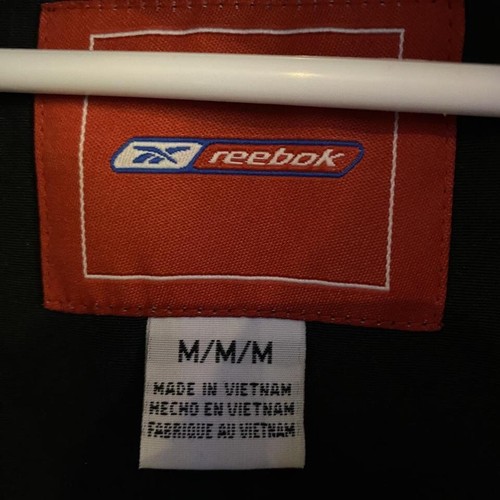 reebok
M/M/M
MADE IN VIETNAM
HECHO EN VIETNAM
FABRIQUE AU VIETNAM